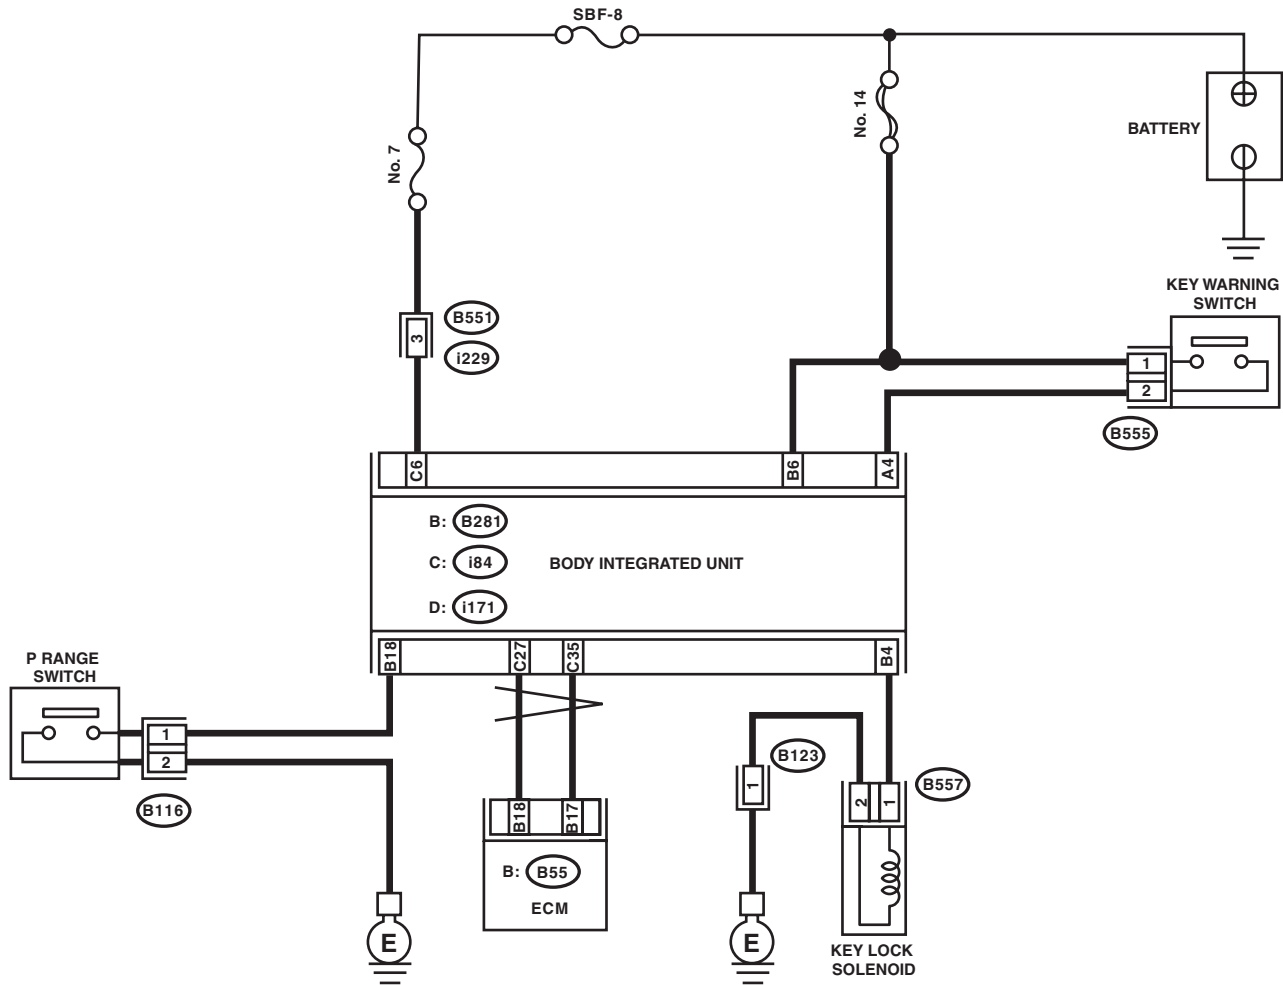 SBF-8
No. 7
No. 14
BATTERY
KEY WARNING
SWITCH
B551
3
i229
1
2
B555
C6
B6
A4
B: B281
C: i84
BODY INTEGRATED UNIT
D: i171
B18
C27
C35
B4
P RANGE
SWITCH
1
2
B116
B123
1
B557
2
1
B18
B17
B: B55
ECM
E
E
KEY LOCK
SOLENOID